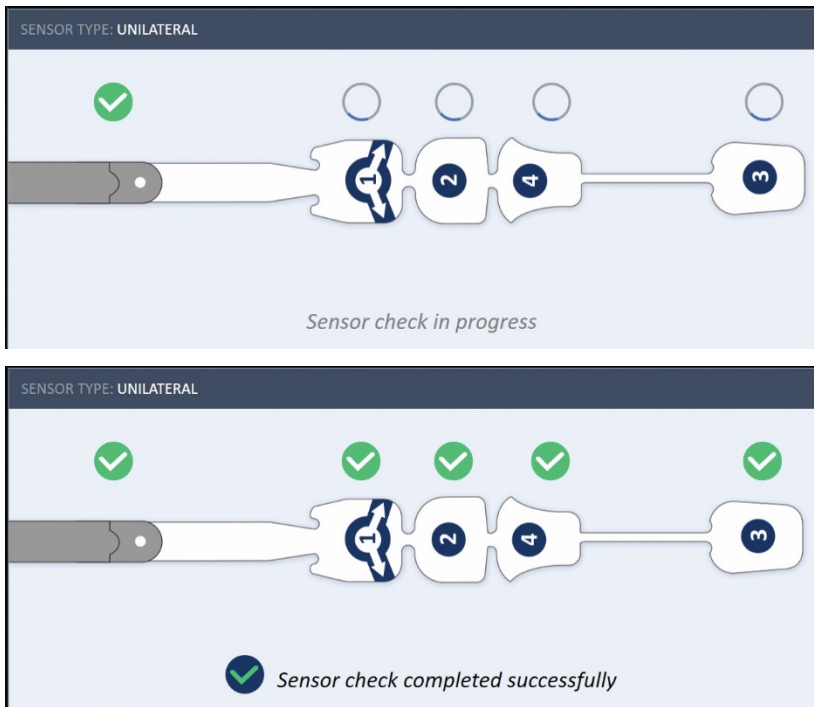 SENSOR TYPE: UNILATERAL
1 2 4 3
Sensor check in progress
SENSOR TYPE: UNILATERAL
1 2 4 3
Sensor check completed successfully